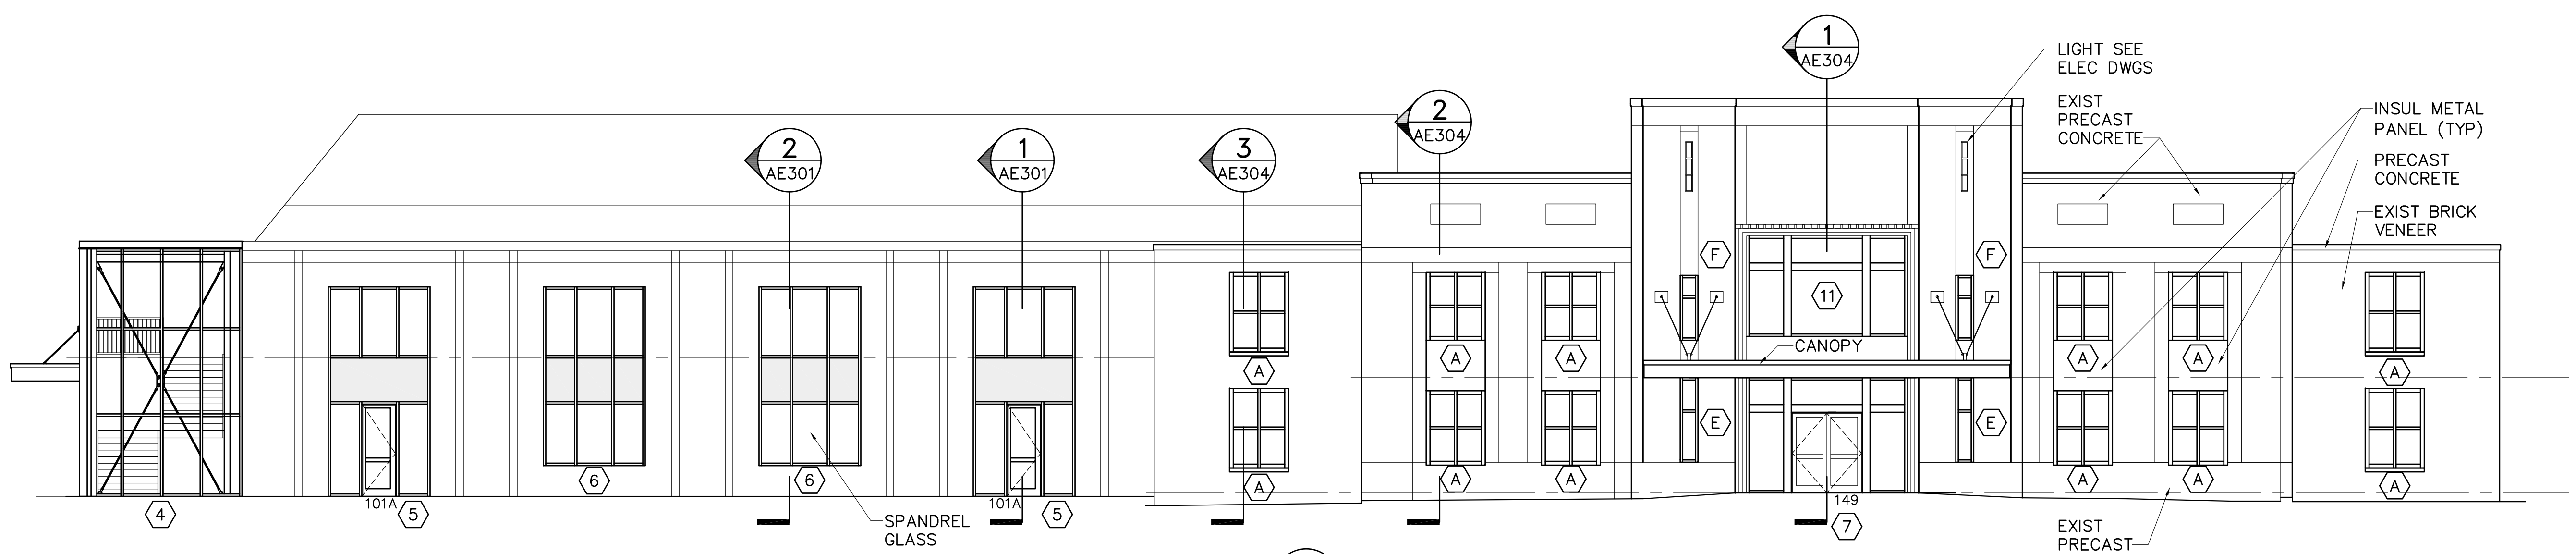 1
AE304
LIGHT SEE
ELEC DWGS
2
AE304
EXIST
PRECAST
CONCRETE
INSUL METAL
PANEL (TYP)
2
AE301
1
AE301
3
AE304
PRECAST
CONCRETE
EXIST BRICK
VENEER
F
F
11
CANOPY
A
A
A
A
A
A
E
E
6
6
A
A
A
A
A
A
101A
101A
149
4
5
5
7
SPANDREL
GLASS
EXIST
PRECAST